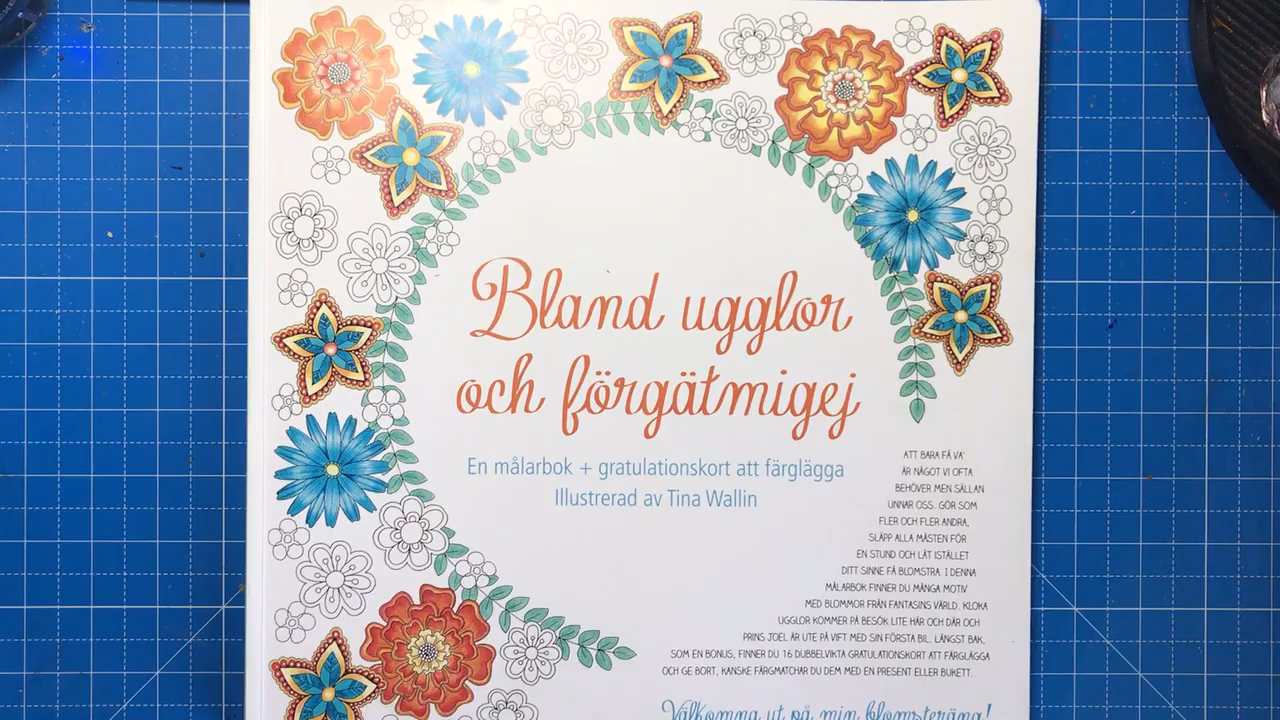 Bland ugglor
och förgätmigej
En målarbok + gratulationskort att färglägga
Illustrerad av Tina Wallin
ATT BARA FÅ VA'
ÄR NÅGOT VI OFTA
BEHÖVER MEN SÄLLAN
UNNAR OSS. GÖR SOM
FLER OCH FLER ANDRA,
SLÄPP ALLA MÅSTEN FÖR
EN STUND OCH LÅT ISTÄLLET
DITT SINNE FÅ BLOMSTRA. I DENNA
MÅLARBOK FINNER DU MÅNGA MOTIV
MED BLOMMOR FRÅN FANTASINS VÄRLD. KLOKA
UGGLOR KOMMER PÅ BESÖK LITE HÄR OCH DÄR OCH
PRINS JOEL ÄR UTE PÅ VIFT MED SIN FÖRSTA BIL. LÄNGST BAK,
SOM EN BONUS, FINNER DU 16 DUBBELVIKTA GRATULATIONSKORT ATT FÄRGLÄGGA
OCH GE BORT, KANSKE FÄRGMATCHAR DU DEM MED EN PRESENT ELLER BUKETT.
Välkomna ut på min blomsteräng!